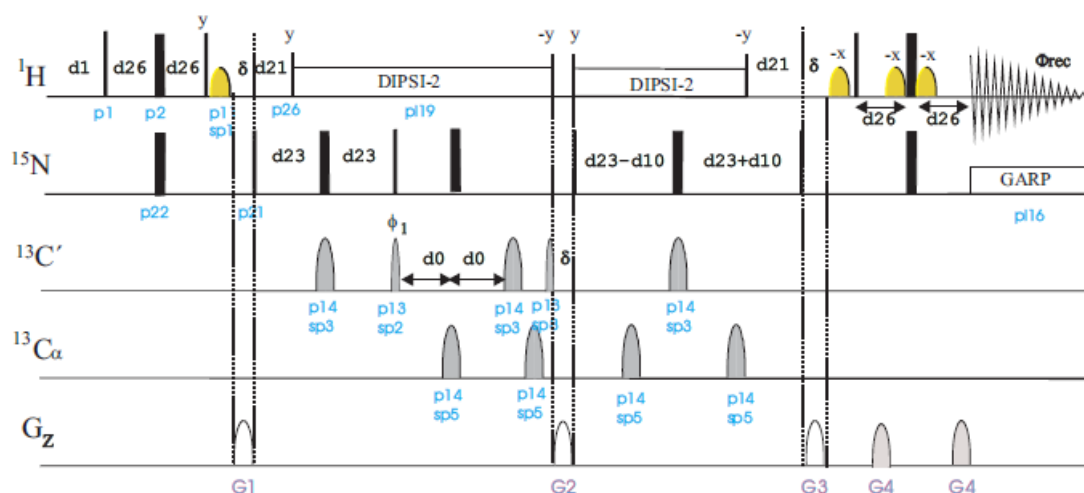 y y -y y -y -x -x -x Φrec
¹H d1 d26 d26 δ d21 DIPSI-2 DIPSI-2 d21 δ d26 d26
p1 p2 p1 p26 pl19
sp1
¹⁵N d23 d23 d23-d10 d23+d10 GARP
p22 p21 pl16
¹³C′ ϕ₁ d0 d0 δ
p14 p13 p14 p13 p14
sp3 sp2 sp3 sp3 sp3
¹³Cα
p14 p14 p14 p14
sp5 sp5 sp5 sp5
G_z
G1 G2 G3 G4 G4